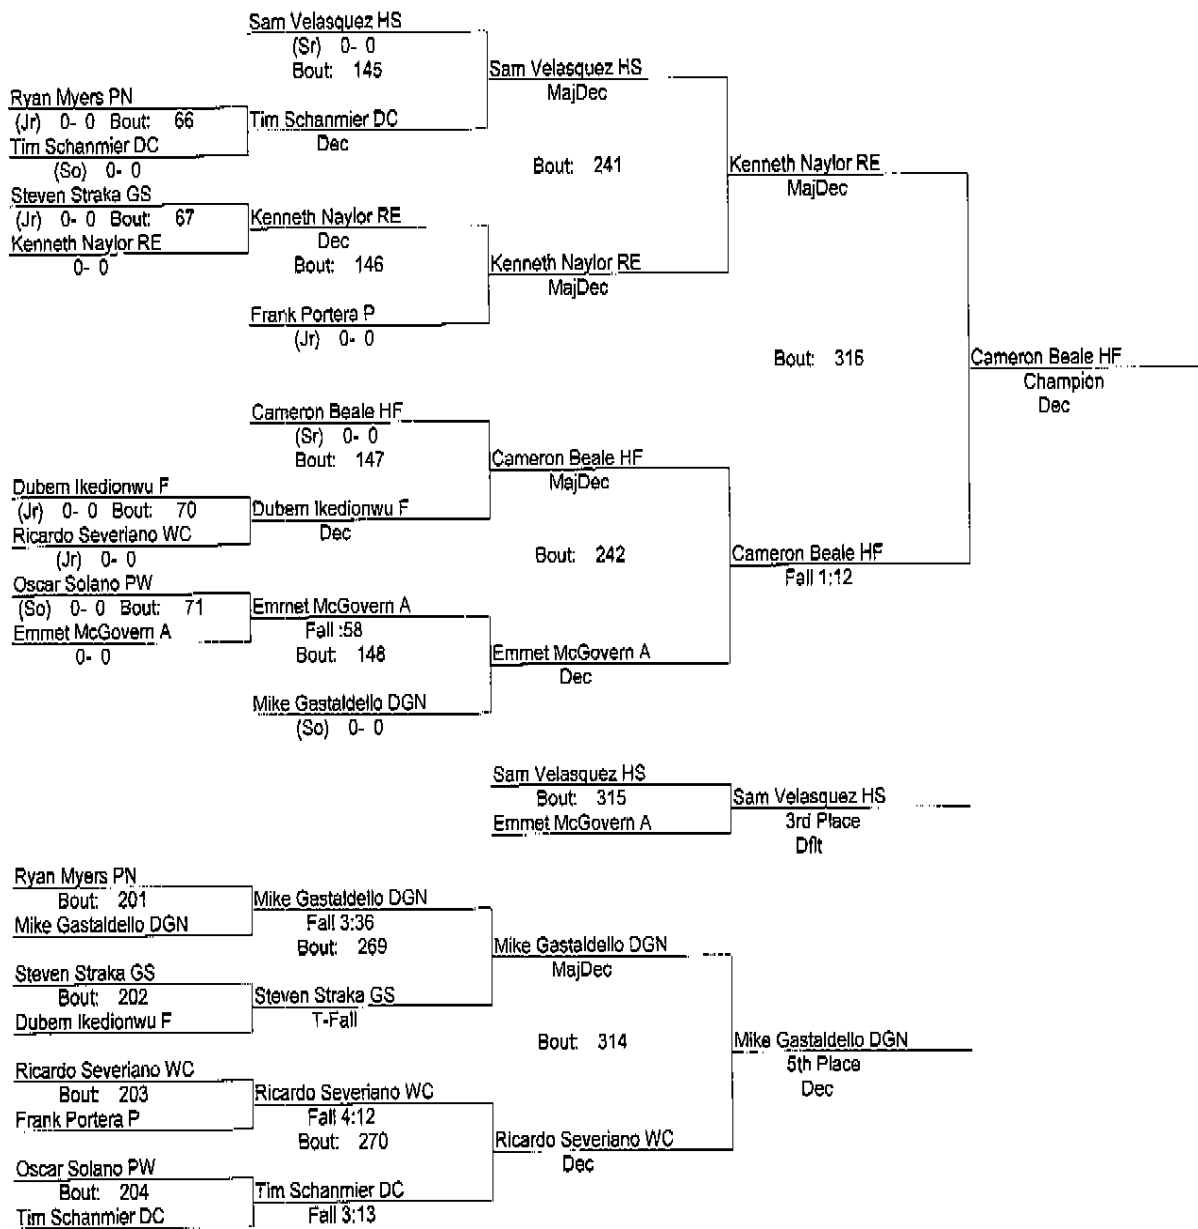 Sam Velasquez HS
(Sr) 0- 0
Bout: 145
Sam Velasquez HS
MajDec
Ryan Myers PN
(Jr) 0- 0 Bout: 66
Tim Schanmier DC
Tim Schanmier DC
Dec
(So) 0- 0
Bout: 241
Kenneth Naylor RE
MajDec
Steven Straka GS
(Jr) 0- 0 Bout: 67
Kenneth Naylor RE
Kenneth Naylor RE
Dec
0- 0
Bout: 146
Kenneth Naylor RE
MajDec
Frank Portera P
(Jr) 0- 0
Bout: 316
Cameron Beale HF
Champion
Dec
Cameron Beale HF
(Sr) 0- 0
Bout: 147
Cameron Beale HF
MajDec
Dubem Ikedionwu F
(Jr) 0- 0 Bout: 70
Dubem Ikedionwu F
Ricardo Severiano WC
Dec
(Jr) 0- 0
Bout: 242
Cameron Beale HF
Fall 1:12
Oscar Solano PW
(So) 0- 0 Bout: 71
Emmet McGovern A
Emmet McGovern A
Fall :58
0- 0
Bout: 148
Emmet McGovern A
Dec
Mike Gastaldello DGN
(So) 0- 0
Sam Velasquez HS
Bout: 315
Sam Velasquez HS
Emmet McGovern A
3rd Place
Dflt
Ryan Myers PN
Bout: 201
Mike Gastaldello DGN
Mike Gastaldello DGN
Fall 3:36
Bout: 269
Mike Gastaldello DGN
MajDec
Steven Straka GS
Bout: 202
Steven Straka GS
Dubem Ikedionwu F
T-Fall
Bout: 314
Mike Gastaldello DGN
5th Place
Dec
Ricardo Severiano WC
Bout: 203
Ricardo Severiano WC
Frank Portera P
Fall 4:12
Bout: 270
Ricardo Severiano WC
Dec
Oscar Solano PW
Bout: 204
Tim Schanmier DC
Tim Schanmier DC
Fall 3:13